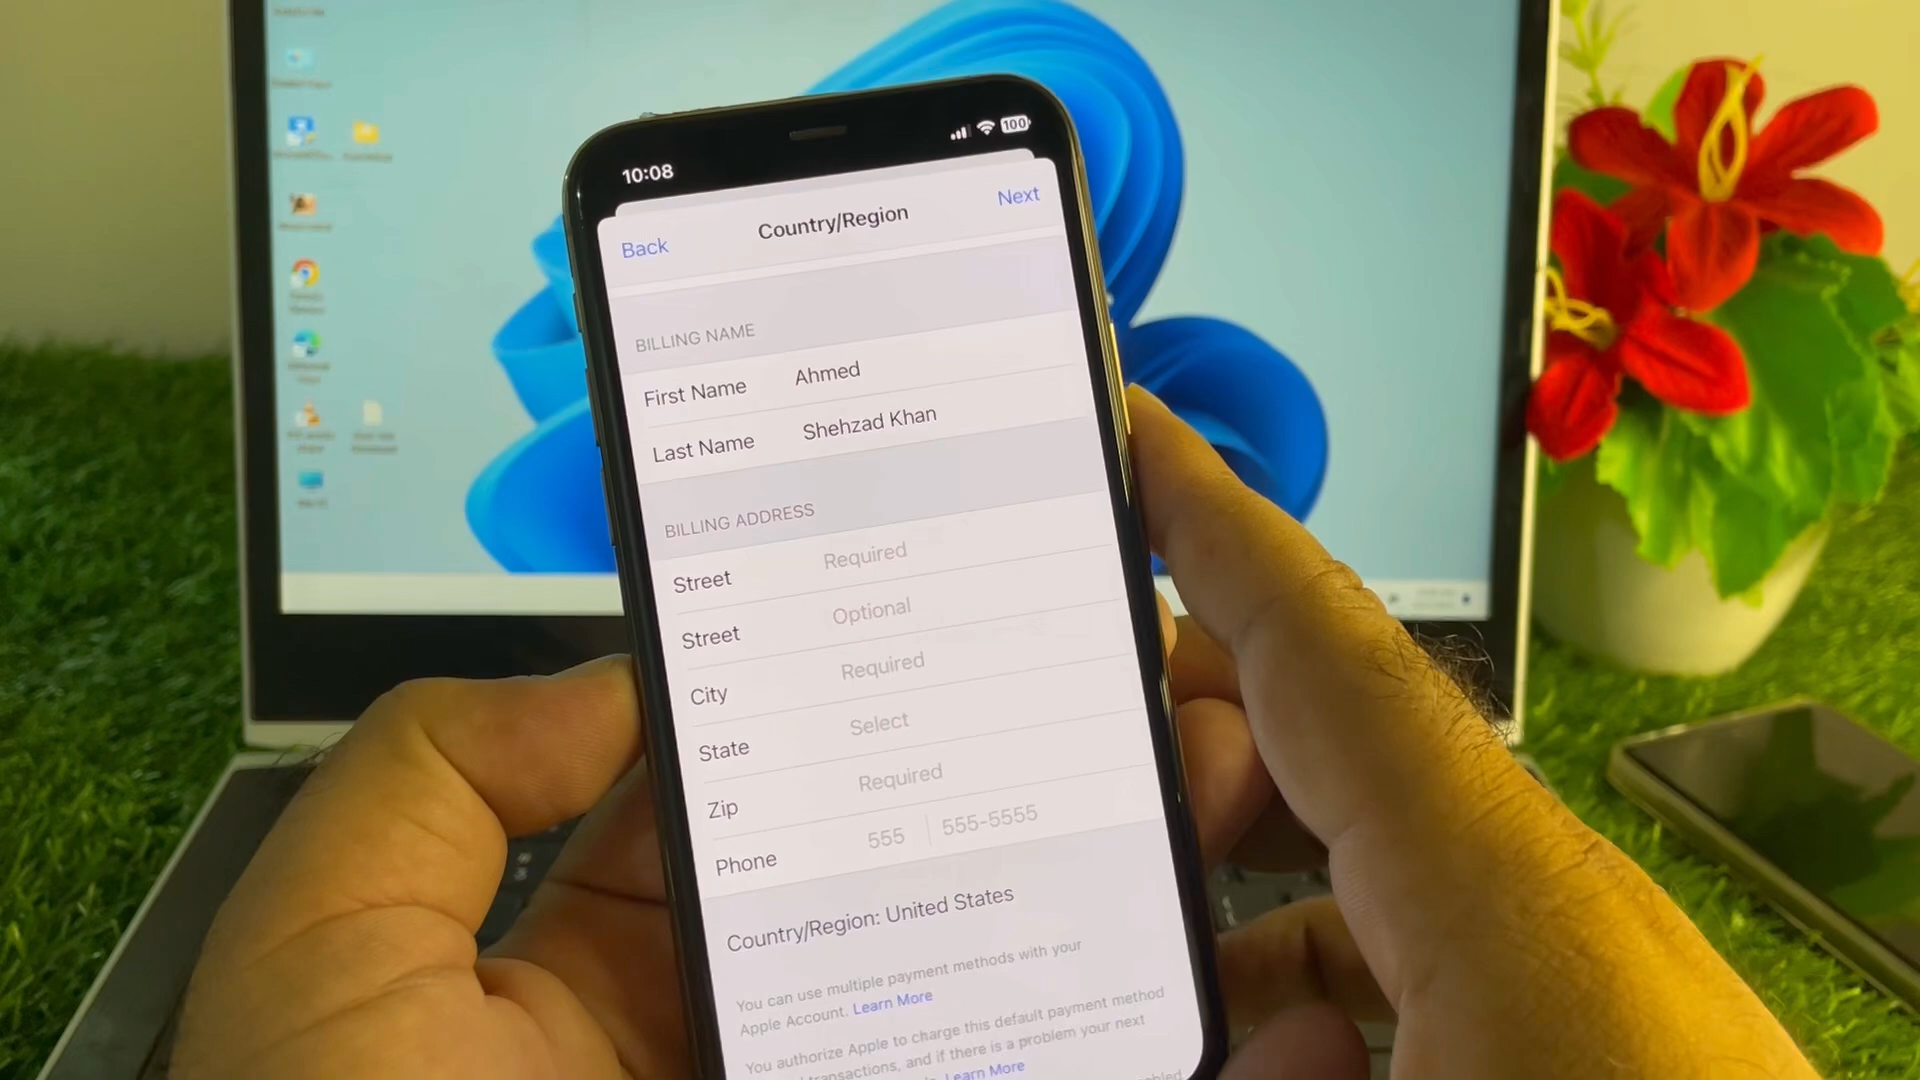 10:08
100
Back
Country/Region
Next
BILLING NAME
First Name Ahmed
Last Name Shehzad Khan
BILLING ADDRESS
Street Required
Street Optional
City Required
State Select
Zip Required
Phone 555 555-5555
Country/Region: United States
You can use multiple payment methods with your
Apple Account. Learn More
You authorize Apple to charge this default payment method
transactions, and if there is a problem your next
Learn More